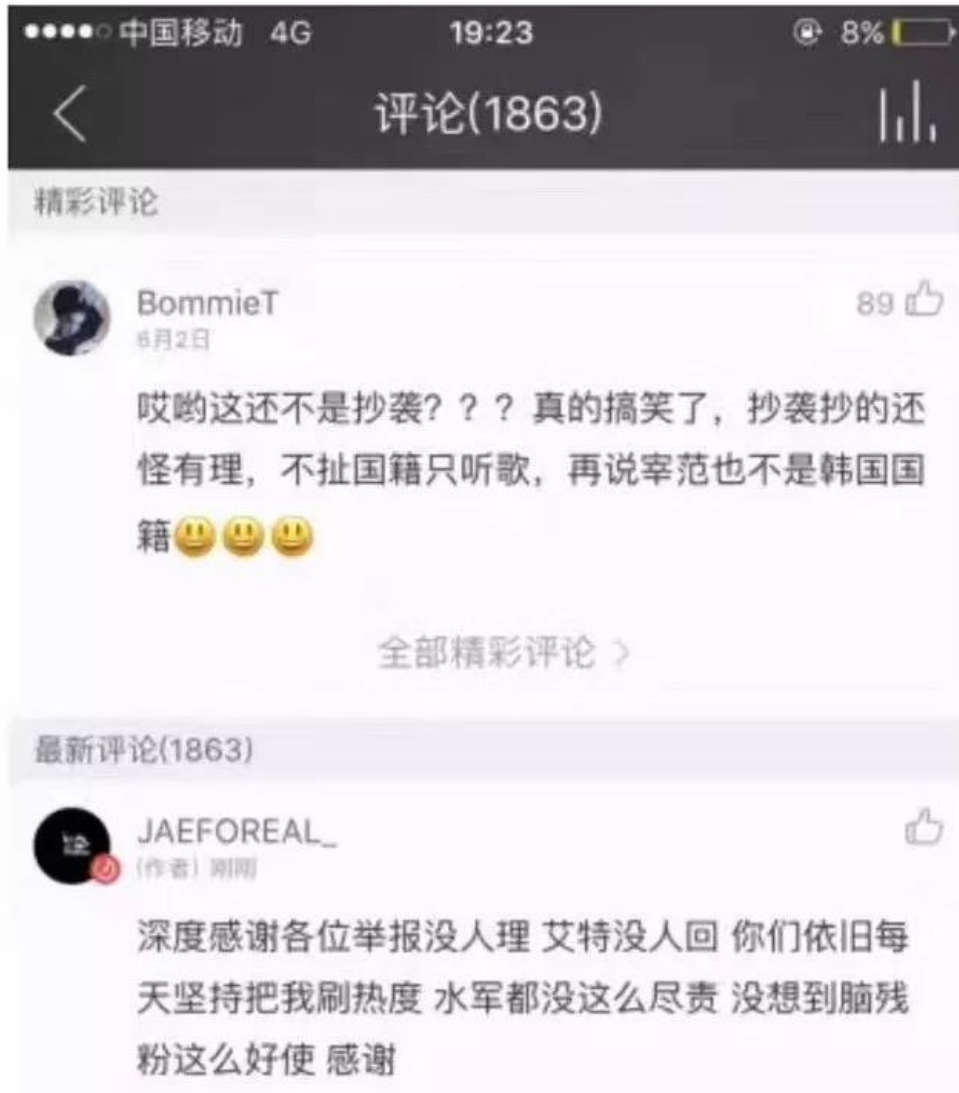 中国移动 4G 19:23 8%
评论(1863)
精彩评论
BommieT 89
6月2日
哎哟这还不是抄袭？？？真的搞笑了，抄袭抄的还
怪有理，不扯国籍只听歌，再说宰范也不是韩国国
籍😃😃😃
全部精彩评论 >
最新评论(1863)
JAEFOREAL_
(作者) 刚刚
深度感谢各位举报没人理 艾特没人回 你们依旧每
天坚持把我刷热度 水军都没这么尽责 没想到脑残
粉这么好使 感谢